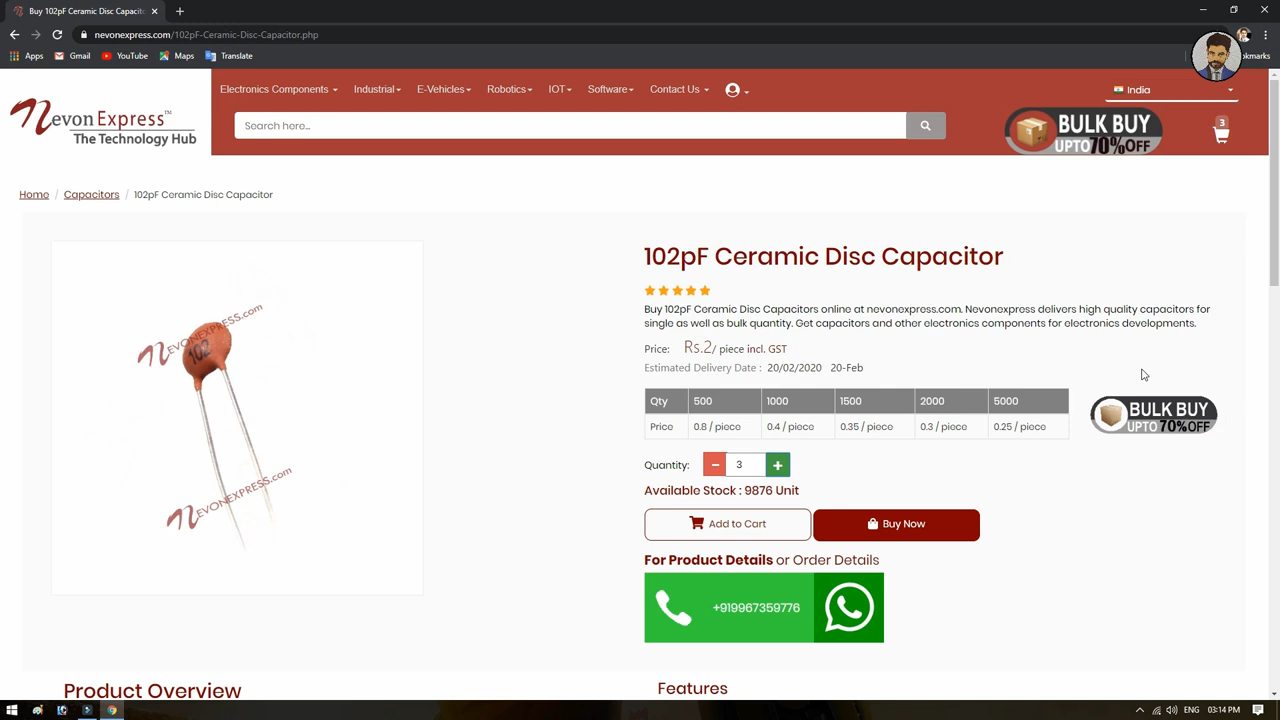 Buy 102pF Ceramic Disc Capacito
nevonexpress.com/102pF-Ceramic-Disc-Capacitor.php
Apps
Gmail
YouTube
Maps
Translate
okmarks
Nevon Express™
The Technology Hub
Electronics Components
Industrial
E-Vehicles
Robotics
IOT
Software
Contact Us
India
Search here...
BULK BUY
UPTO 70% OFF
3
Home / Capacitors / 102pF Ceramic Disc Capacitor
102
NEVONEXPRESS.com
NEVONEXPRESS.com
102pF Ceramic Disc Capacitor
Buy 102pF Ceramic Disc Capacitors online at nevonexpress.com. Nevonexpress delivers high quality capacitors for
single as well as bulk quantity. Get capacitors and other electronics components for electronics developments.
Price: Rs.2/ piece incl. GST
Estimated Delivery Date : 20/02/2020 20-Feb
Qty 500 1000 1500 2000 5000
Price 0.8 / piece 0.4 / piece 0.35 / piece 0.3 / piece 0.25 / piece
BULK BUY
UPTO 70% OFF
Quantity: - 3 +
Available Stock : 9876 Unit
Add to Cart
Buy Now
For Product Details or Order Details
+919967359776
Product Overview
Features
ENG
03:14 PM